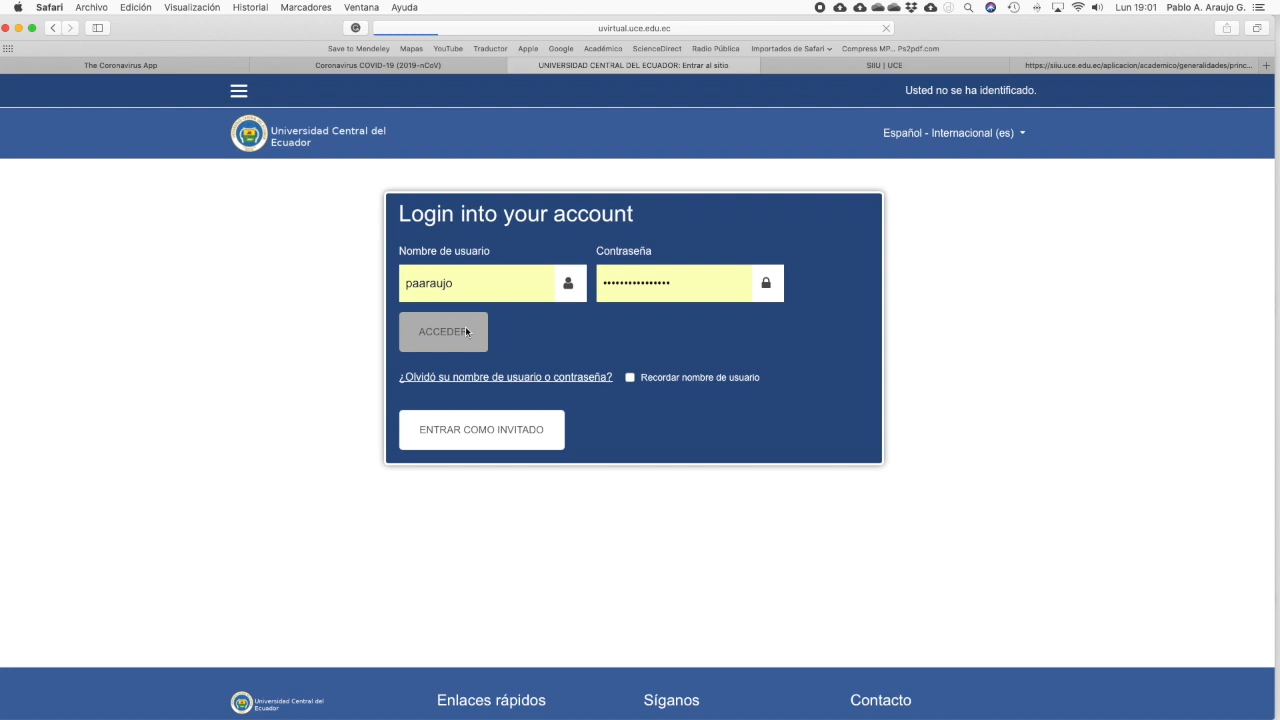 Safari Archivo Edición Visualización Historial Marcadores Ventana Ayuda Lun 19:01 Pablo A. Araujo G.
uvirtual.uce.edu.ec
Save to Mendeley Mapas YouTube Traductor Apple Google Académico ScienceDirect Radio Pública Importados de Safari Compress MP... Ps2pdf.com
The Coronavirus App Coronavirus COVID-19 (2019-nCoV) UNIVERSIDAD CENTRAL DEL ECUADOR: Entrar al sitio SIIU | UCE https://siiu.uce.edu.ec/aplicacion/academico/generalidades/princ...
Usted no se ha identificado.
Universidad Central del
Ecuador
Español - Internacional (es)
Login into your account
Nombre de usuario Contraseña
paaraujo ••••••••••••••••
ACCEDER
¿Olvidó su nombre de usuario o contraseña? Recordar nombre de usuario
ENTRAR COMO INVITADO
Universidad Central del
Ecuador
Enlaces rápidos Síganos Contacto